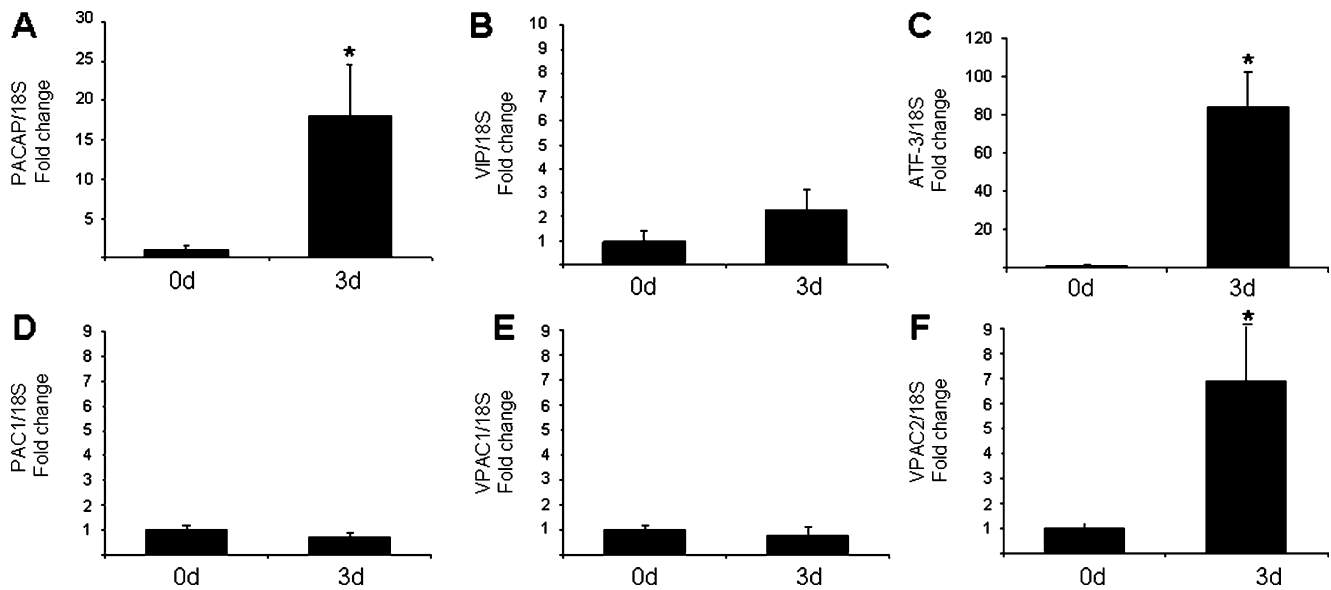 A
PACAP/18S
Fold change
30
25
20
15
10
5
*
0d
3d
B
VIP/18S
Fold change
10
9
8
7
6
5
4
3
2
1
0d
3d
C
ATF-3/18S
Fold change
120
100
80
60
40
20
*
0d
3d
D
PAC1/18S
Fold change
9
8
7
6
5
4
3
2
1
0d
3d
E
VPAC1/18S
Fold change
9
8
7
6
5
4
3
2
1
0d
3d
F
VPAC2/18S
Fold change
9
8
7
6
5
4
3
2
1
*
0d
3d